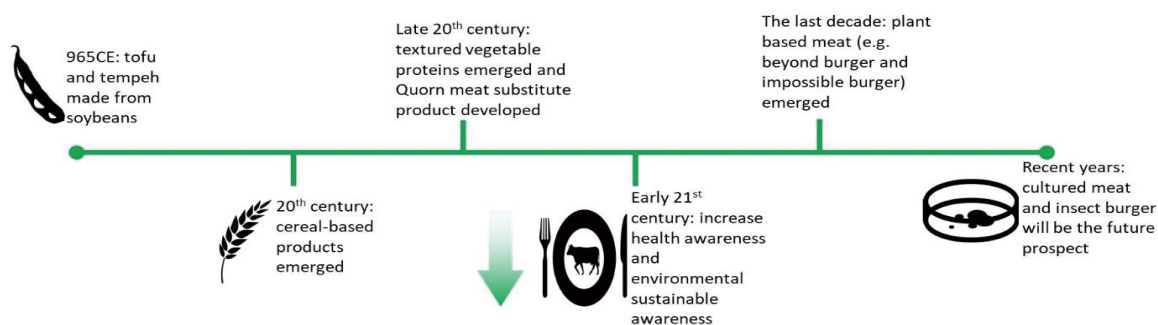 965CE: tofu
and tempeh
made from
soybeans
20th century:
cereal-based
products
emerged
Late 20th century:
textured vegetable
proteins emerged and
Quorn meat substitute
product developed
Early 21st
century: increase
health awareness
and
environmental
sustainable
awareness
The last decade: plant
based meat (e.g.
beyond burger and
impossible burger)
emerged
Recent years:
cultured meat
and insect burger
will be the future
prospect